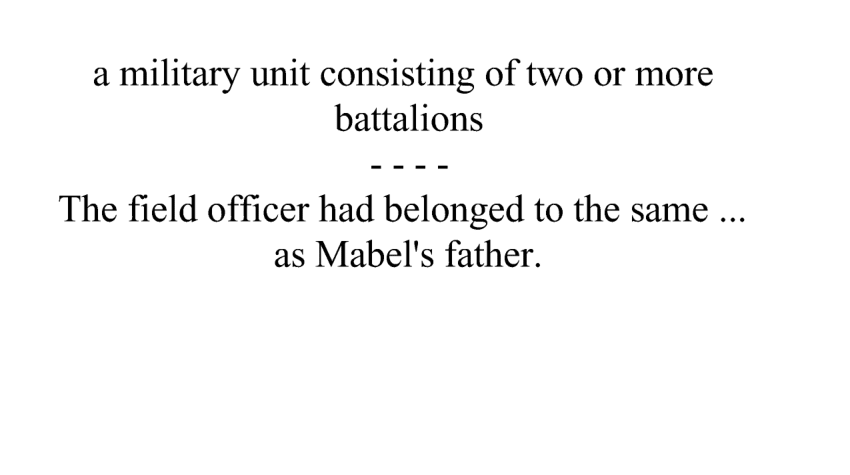 a military unit consisting of two or more
battalions
- - - -
The field officer had belonged to the same ...
as Mabel's father.